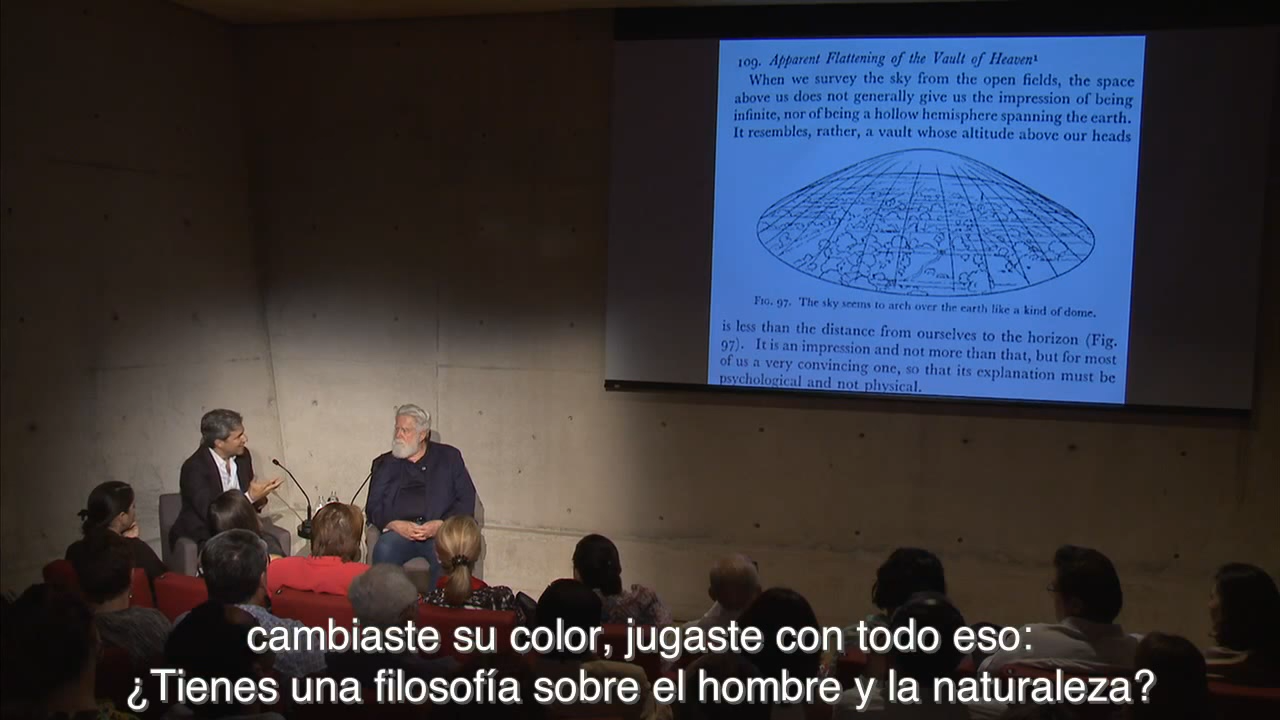 109. Apparent Flattening of the Vault of Heaven¹
When we survey the sky from the open fields, the space
above us does not generally give us the impression of being
infinite, nor of being a hollow hemisphere spanning the earth.
It resembles, rather, a vault whose altitude above our heads
FIG. 97. The sky seems to arch over the earth like a kind of dome.
is less than the distance from ourselves to the horizon (Fig.
97). It is an impression and not more than that, but for most
of us a very convincing one, so that its explanation must be
psychological and not physical.
cambiaste su color, jugaste con todo eso:
¿Tienes una filosofía sobre el hombre y la naturaleza?